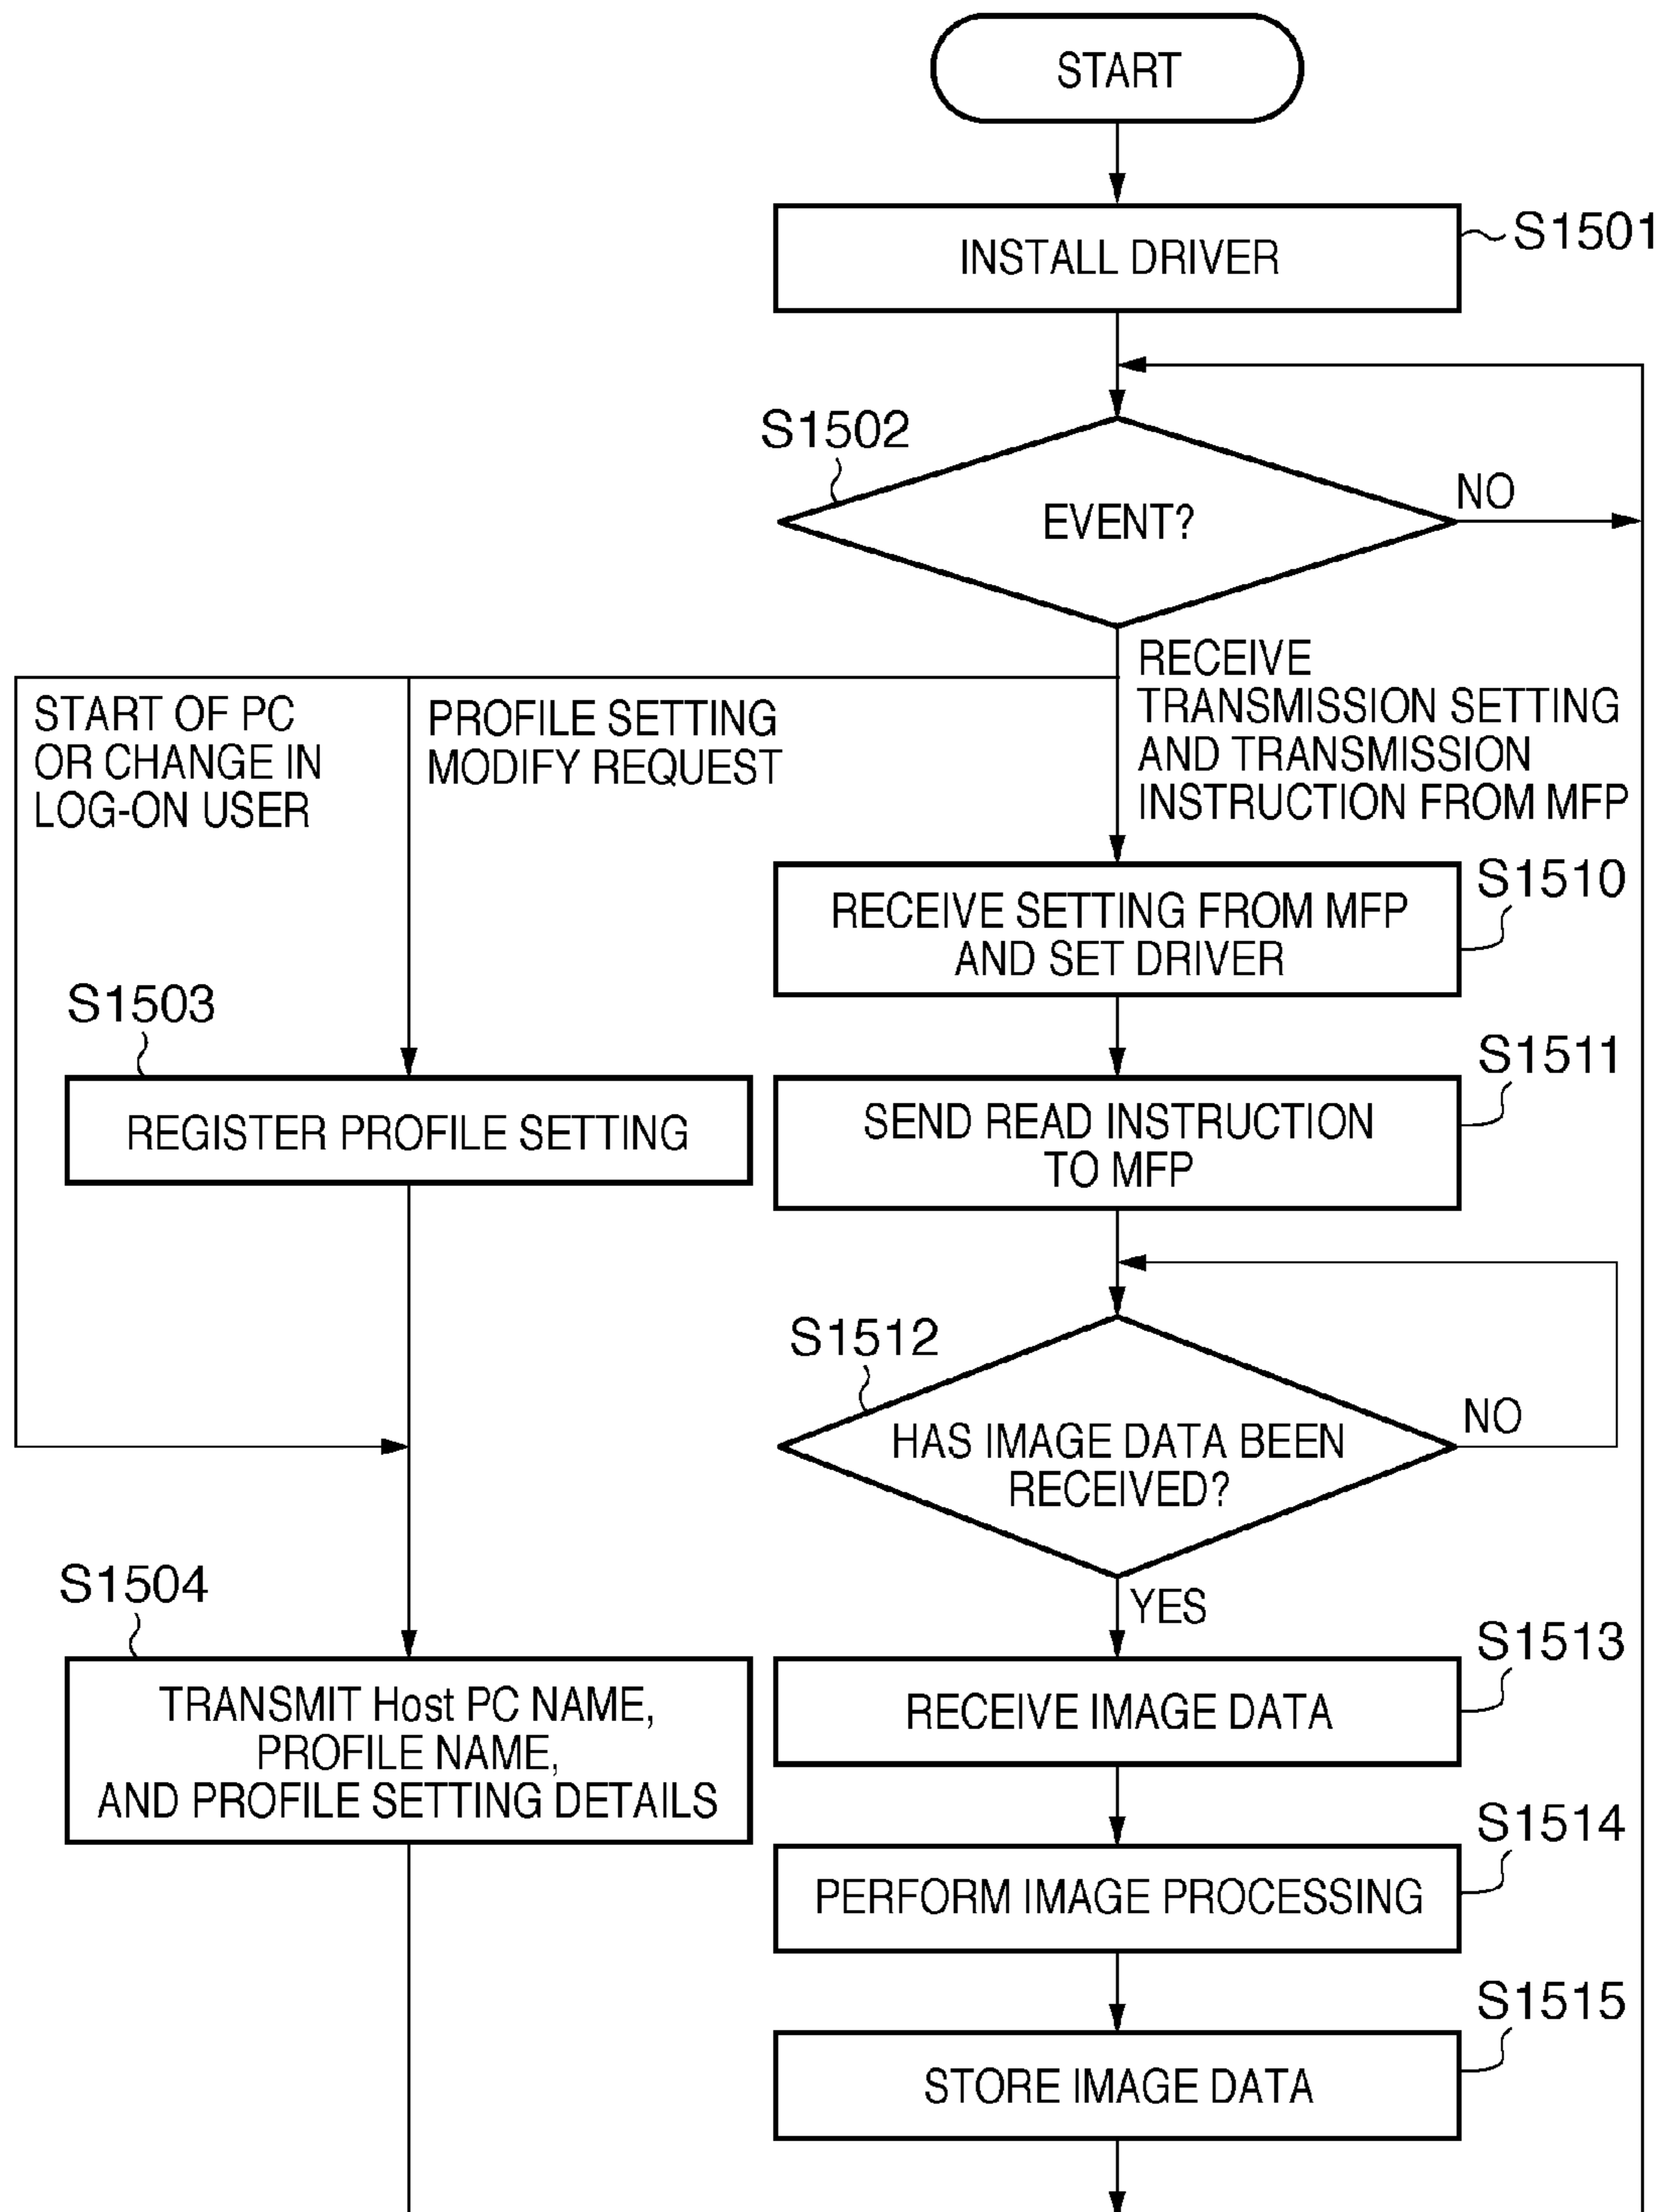 START
INSTALL DRIVER
S1501
S1502
EVENT?
NO
START OF PC
OR CHANGE IN
LOG-ON USER
PROFILE SETTING
MODIFY REQUEST
RECEIVE
TRANSMISSION SETTING
AND TRANSMISSION
INSTRUCTION FROM MFP
S1510
RECEIVE SETTING FROM MFP
AND SET DRIVER
S1503
REGISTER PROFILE SETTING
S1511
SEND READ INSTRUCTION
TO MFP
S1512
HAS IMAGE DATA BEEN
RECEIVED?
NO
YES
S1504
TRANSMIT Host PC NAME,
PROFILE NAME,
AND PROFILE SETTING DETAILS
S1513
RECEIVE IMAGE DATA
S1514
PERFORM IMAGE PROCESSING
S1515
STORE IMAGE DATA